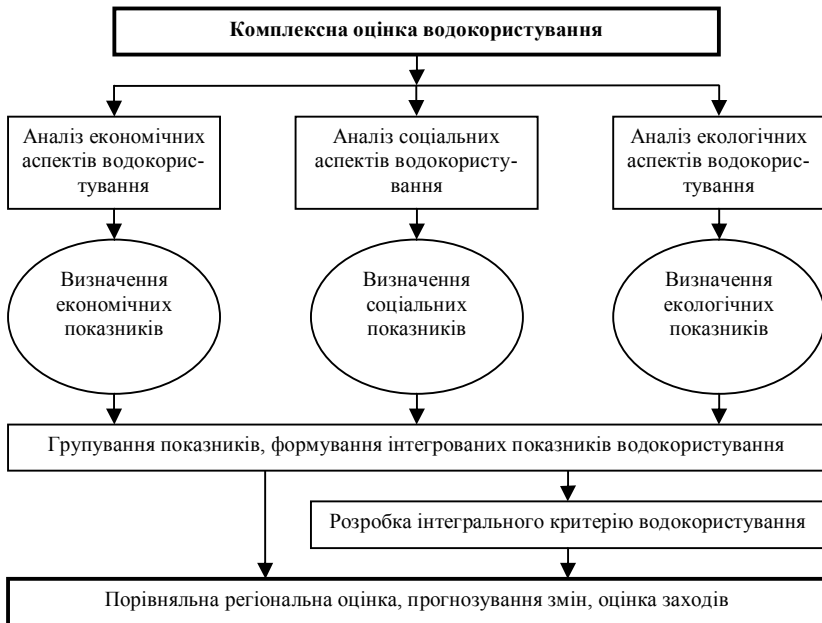 Комплексна оцінка водокористування
Аналіз економічних
аспектів водокорис-
тування
Аналіз соціальних
аспектів водокористу-
вання
Аналіз екологічних
аспектів водокорис-
тування
Визначення
економічних
показників
Визначення
соціальних
показників
Визначення
екологічних
показників
Групування показників, формування інтегрованих показників водокористування
Розробка інтегрального критерію водокористування
Порівняльна регіональна оцінка, прогнозування змін, оцінка заходів